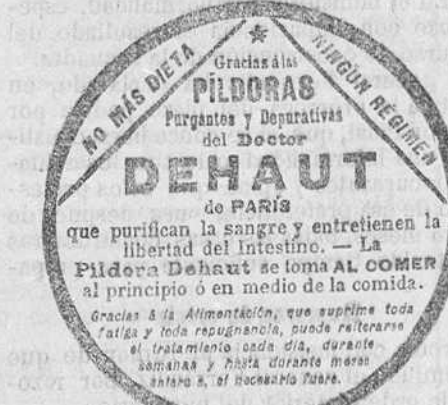 NO MÁS DIETA
NINGÚN REGIMEN
Gracias á las
PÍLDORAS
Purgantes y Depurativas
del Doctor
DEHAUT
de PARÍS
que purifican la sangre y entretienen la
libertad del Intestino. — La
Píldora Dehaut se toma AL COMER
al principio ó en medio de la comida.
Gracias á la Alimentación, que suprime toda
fatiga y toda repugnancia, puede reiterarse
el tratamiento cada día, durante
semanas y hasta durante meses
entero s, si necesario fuere.